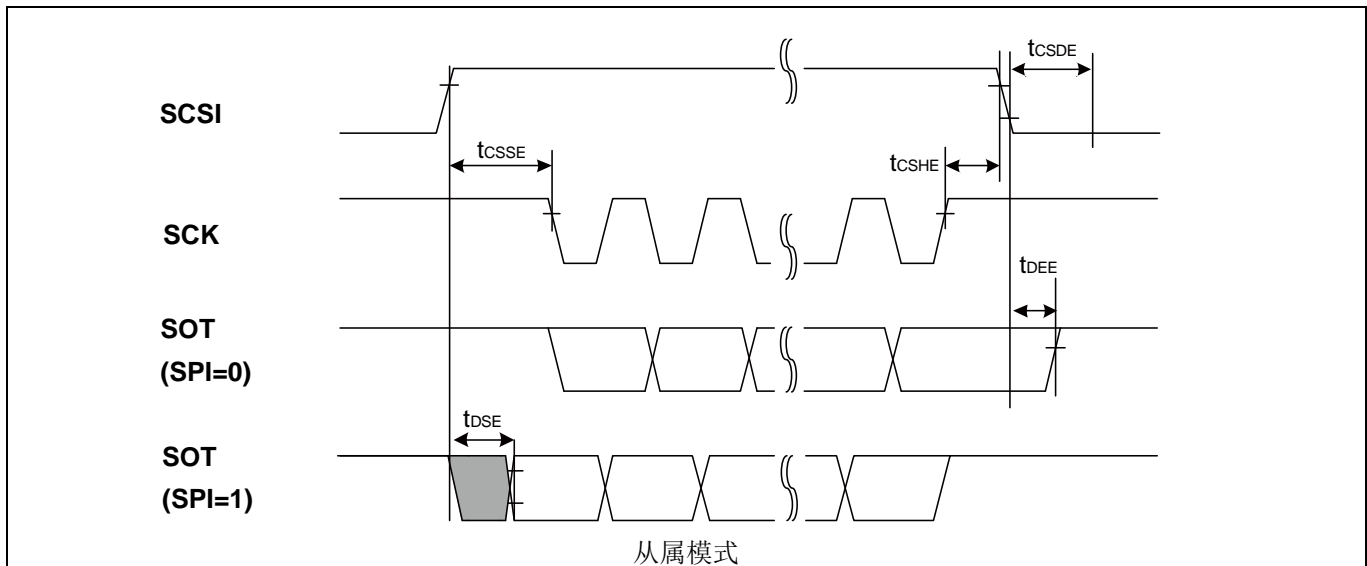 tCSDE
SCSI
tCSSE
tCSHE
SCK
tDEE
SOT
(SPI=0)
tDSE
SOT
(SPI=1)
从属模式